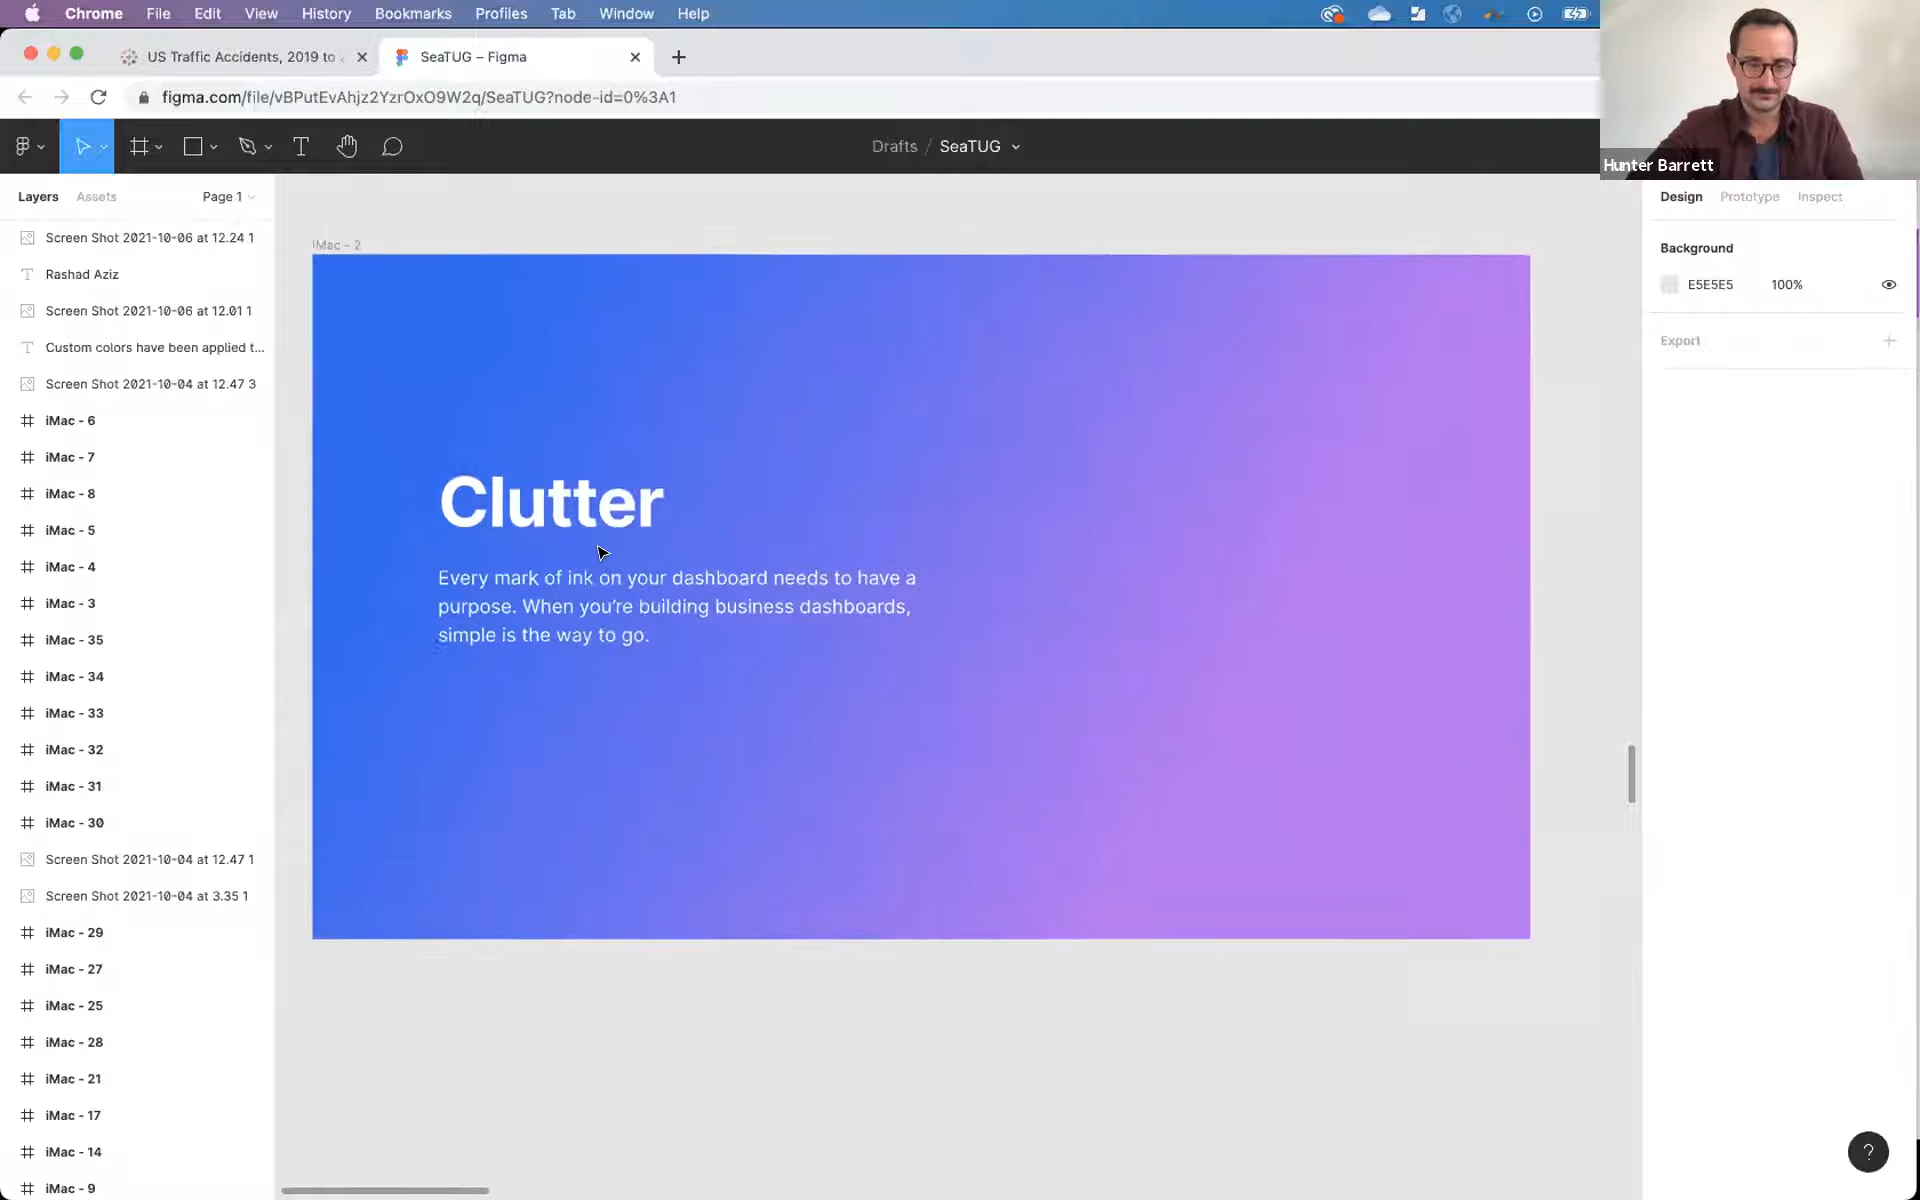 Chrome File Edit View History Bookmarks Profiles Tab Window Help
US Traffic Accidents, 2019 to
SeaTUG – Figma
figma.com/file/vBPutEvAhjz2YzrOxO9W2q/SeaTUG?node-id=0%3A1
Drafts / SeaTUG
Hunter Barrett
Layers Assets Page 1
Screen Shot 2021-10-06 at 12.24 1
Rashad Aziz
Screen Shot 2021-10-06 at 12.01 1
Custom colors have been applied t...
Screen Shot 2021-10-04 at 12.47 3
iMac - 6
iMac - 7
iMac - 8
iMac - 5
iMac - 4
iMac - 3
iMac - 35
iMac - 34
iMac - 33
iMac - 32
iMac - 31
iMac - 30
Screen Shot 2021-10-04 at 12.47 1
Screen Shot 2021-10-04 at 3.35 1
iMac - 29
iMac - 27
iMac - 25
iMac - 28
iMac - 21
iMac - 17
iMac - 14
iMac - 9
iMac - 2
Clutter
Every mark of ink on your dashboard needs to have a
purpose. When you're building business dashboards,
simple is the way to go.
Design Prototype Inspect
Background
E5E5E5 100%
Export
?